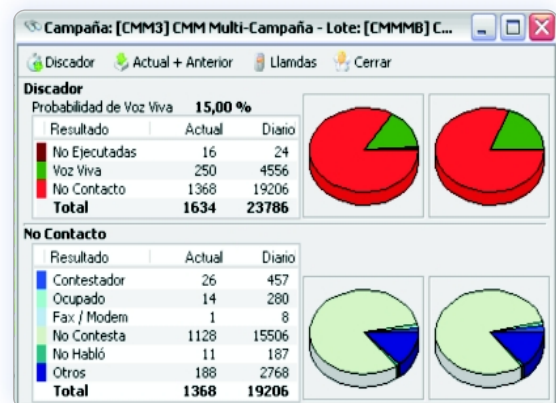 Campaña: [CMM3] CMM Multi-Campaña - Lote: [CMMMB] C...
Discador Actual + Anterior Llamdas Cerrar
Discador
Probabilidad de Voz Viva 15,00 %
Resultado Actual Diario
No Ejecutadas 16 24
Voz Viva 250 4556
No Contacto 1368 19206
Total 1634 23786
No Contacto
Resultado Actual Diario
Contestador 26 457
Ocupado 14 280
Fax / Modem 1 8
No Contesta 1128 15506
No Habló 11 187
Otros 188 2768
Total 1368 19206